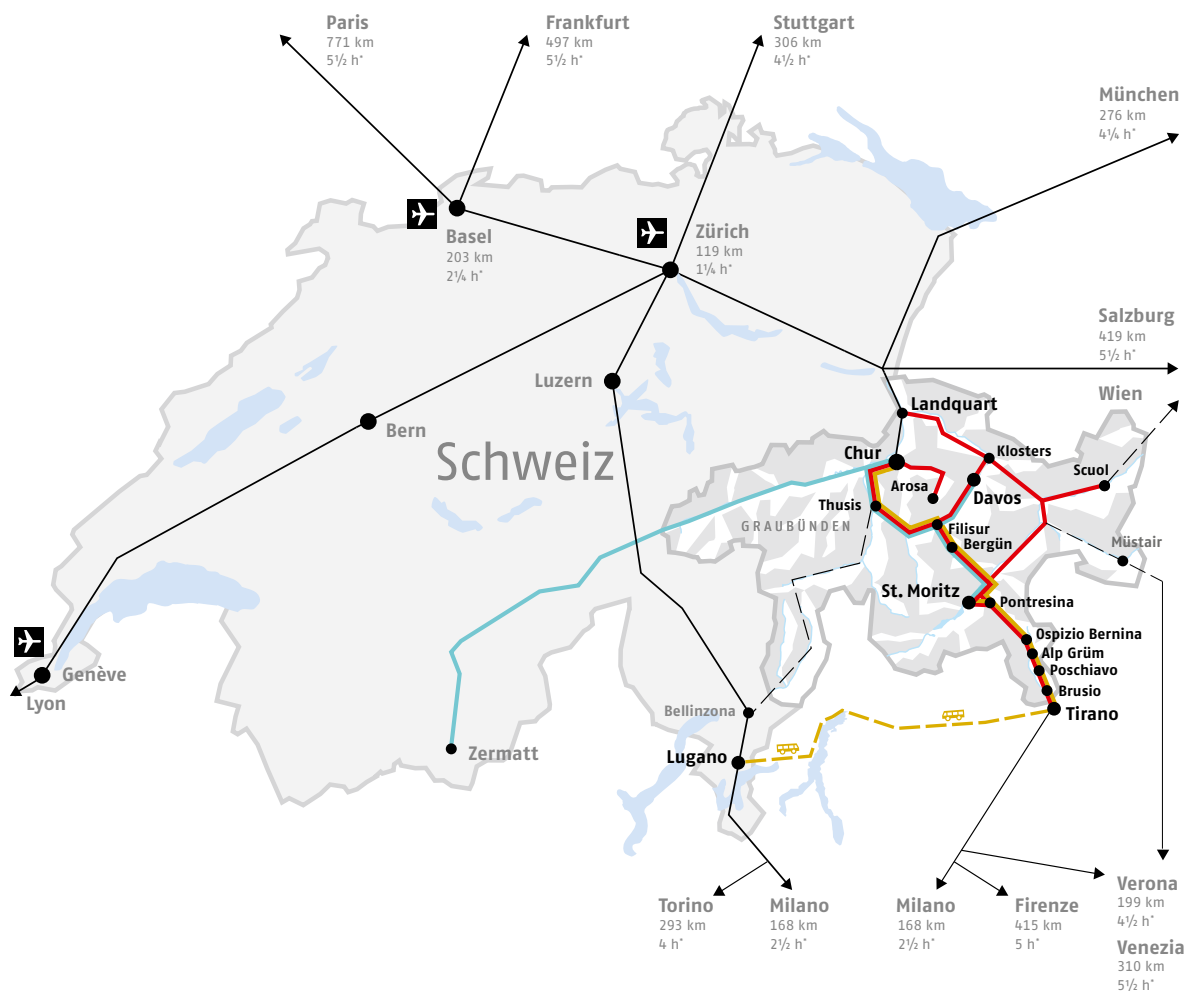 Paris
771 km
5½ h*
Frankfurt
497 km
5½ h*
Stuttgart
306 km
4½ h*
München
276 km
4¼ h*
Basel
203 km
2¼ h*
Zürich
119 km
1¼ h*
Salzburg
419 km
5½ h*
Wien
Luzern
Bern
Schweiz
Landquart
Chur
Klosters
Arosa
Davos
Scuol
Thusis
GRAUBÜNDEN
Filisur
Bergün
Müstair
St. Moritz
Pontresina
Ospizio Bernina
Alp Grüm
Poschiavo
Brusio
Tirano
Genève
Lyon
Bellinzona
Zermatt
Lugano
Torino
293 km
4 h*
Milano
168 km
2½ h*
Milano
168 km
2½ h*
Firenze
415 km
5 h*
Verona
199 km
4½ h*
Venezia
310 km
5½ h*